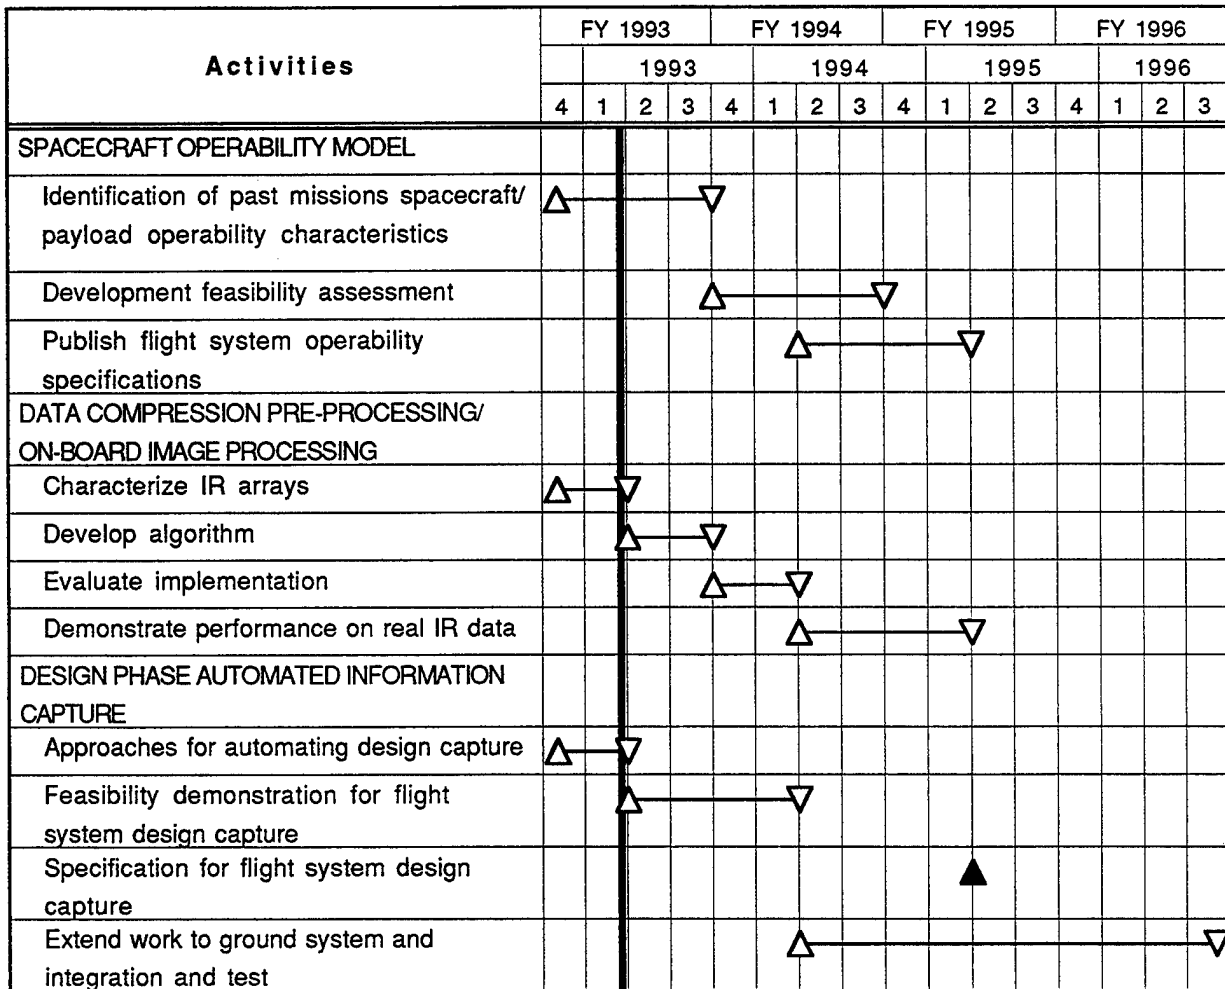 FY 1993 FY 1994 FY 1995 FY 1996
Activities
1993 1994 1995 1996
4 1 2 3 4 1 2 3 4 1 2 3 4 1 2 3
SPACECRAFT OPERABILITY MODEL
Identification of past missions spacecraft/
payload operability characteristics
Development feasibility assessment
Publish flight system operability
specifications
DATA COMPRESSION PRE-PROCESSING/
ON-BOARD IMAGE PROCESSING
Characterize IR arrays
Develop algorithm
Evaluate implementation
Demonstrate performance on real IR data
DESIGN PHASE AUTOMATED INFORMATION
CAPTURE
Approaches for automating design capture
Feasibility demonstration for flight
system design capture
Specification for flight system design
capture
Extend work to ground system and
integration and test